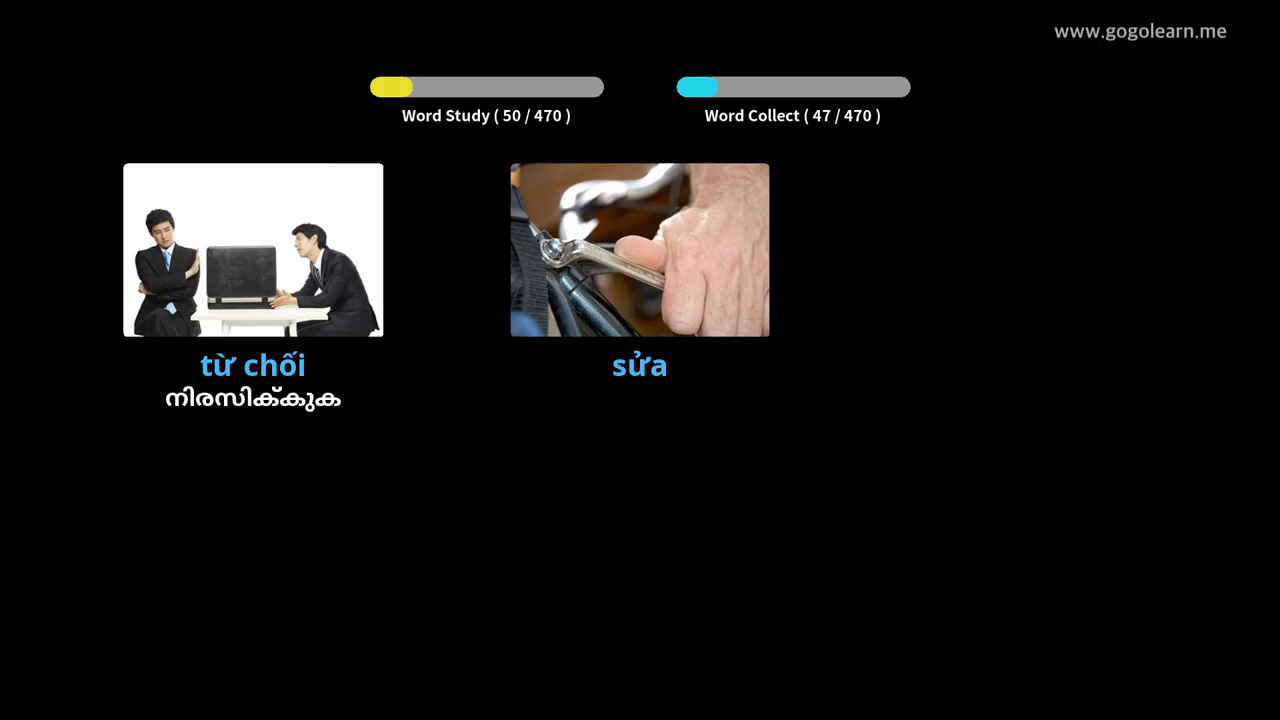 www.gogolearn.me
Word Study ( 50 / 470 )
Word Collect ( 47 / 470 )
từ chối
നിരസിക്കുക
sửa